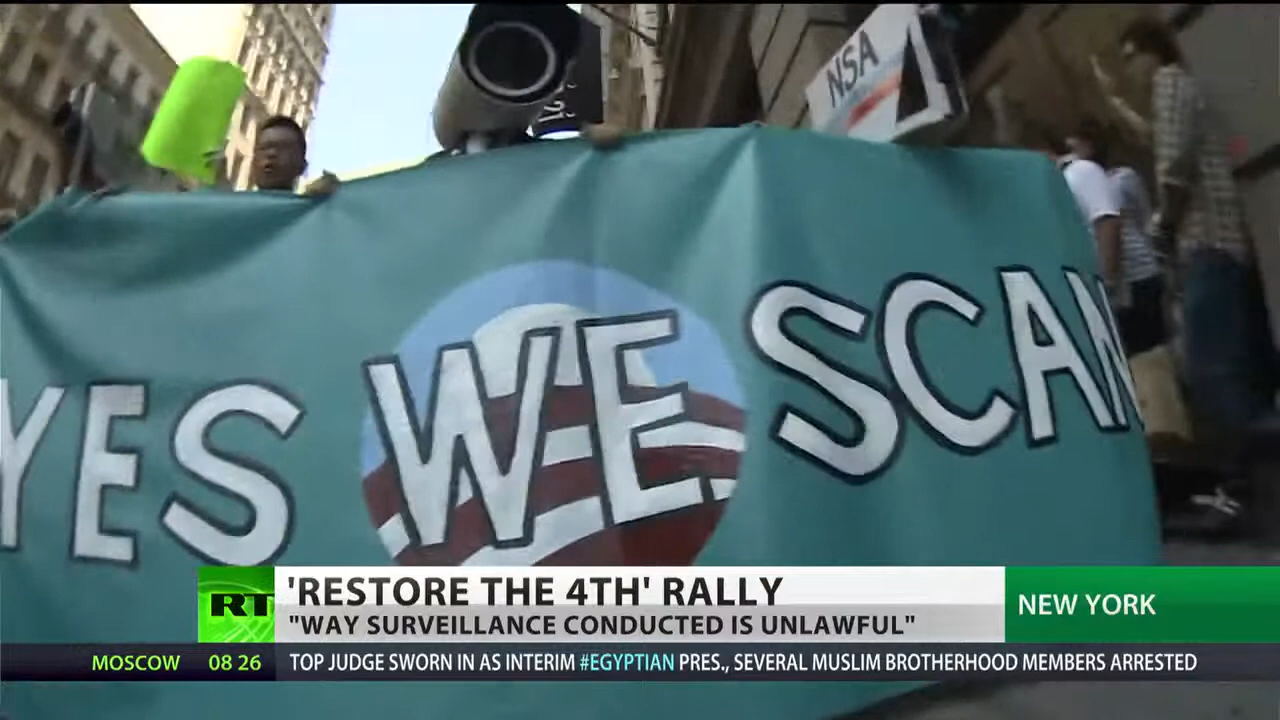 NSA
YES WE SCAN
RT
'RESTORE THE 4TH' RALLY
"WAY SURVEILLANCE CONDUCTED IS UNLAWFUL"
NEW YORK
MOSCOW 08 26
TOP JUDGE SWORN IN AS INTERIM #EGYPTIAN PRES., SEVERAL MUSLIM BROTHERHOOD MEMBERS ARRESTED